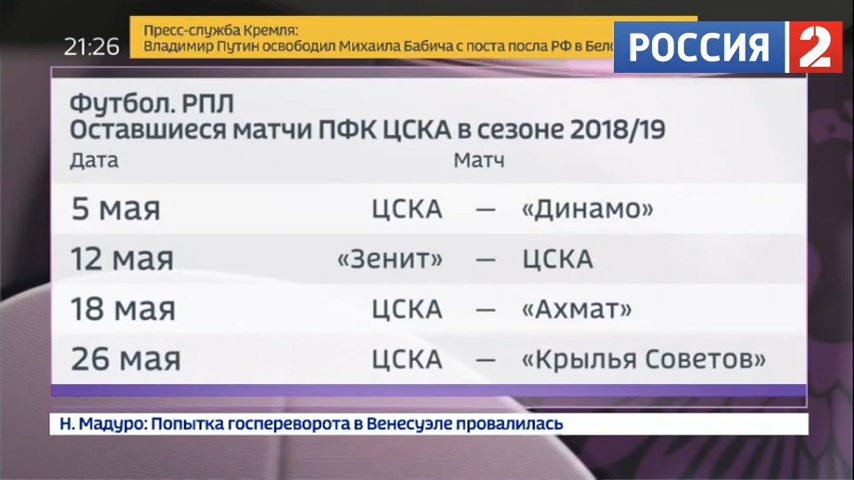 21:26
Пресс-служба Кремля:
Владимир Путин освободил Михаила Бабича с поста посла РФ в
РОССИЯ 2
Футбол. РПЛ
Оставшиеся матчи ПФК ЦСКА в сезоне 2018/19
Дата Матч
5 мая ЦСКА – «Динамо»
12 мая «Зенит» – ЦСКА
18 мая ЦСКА – «Ахмат»
26 мая ЦСКА – «Крылья Советов»
Н. Мадуро: Попытка госпереворота в Венесуэле провалилась